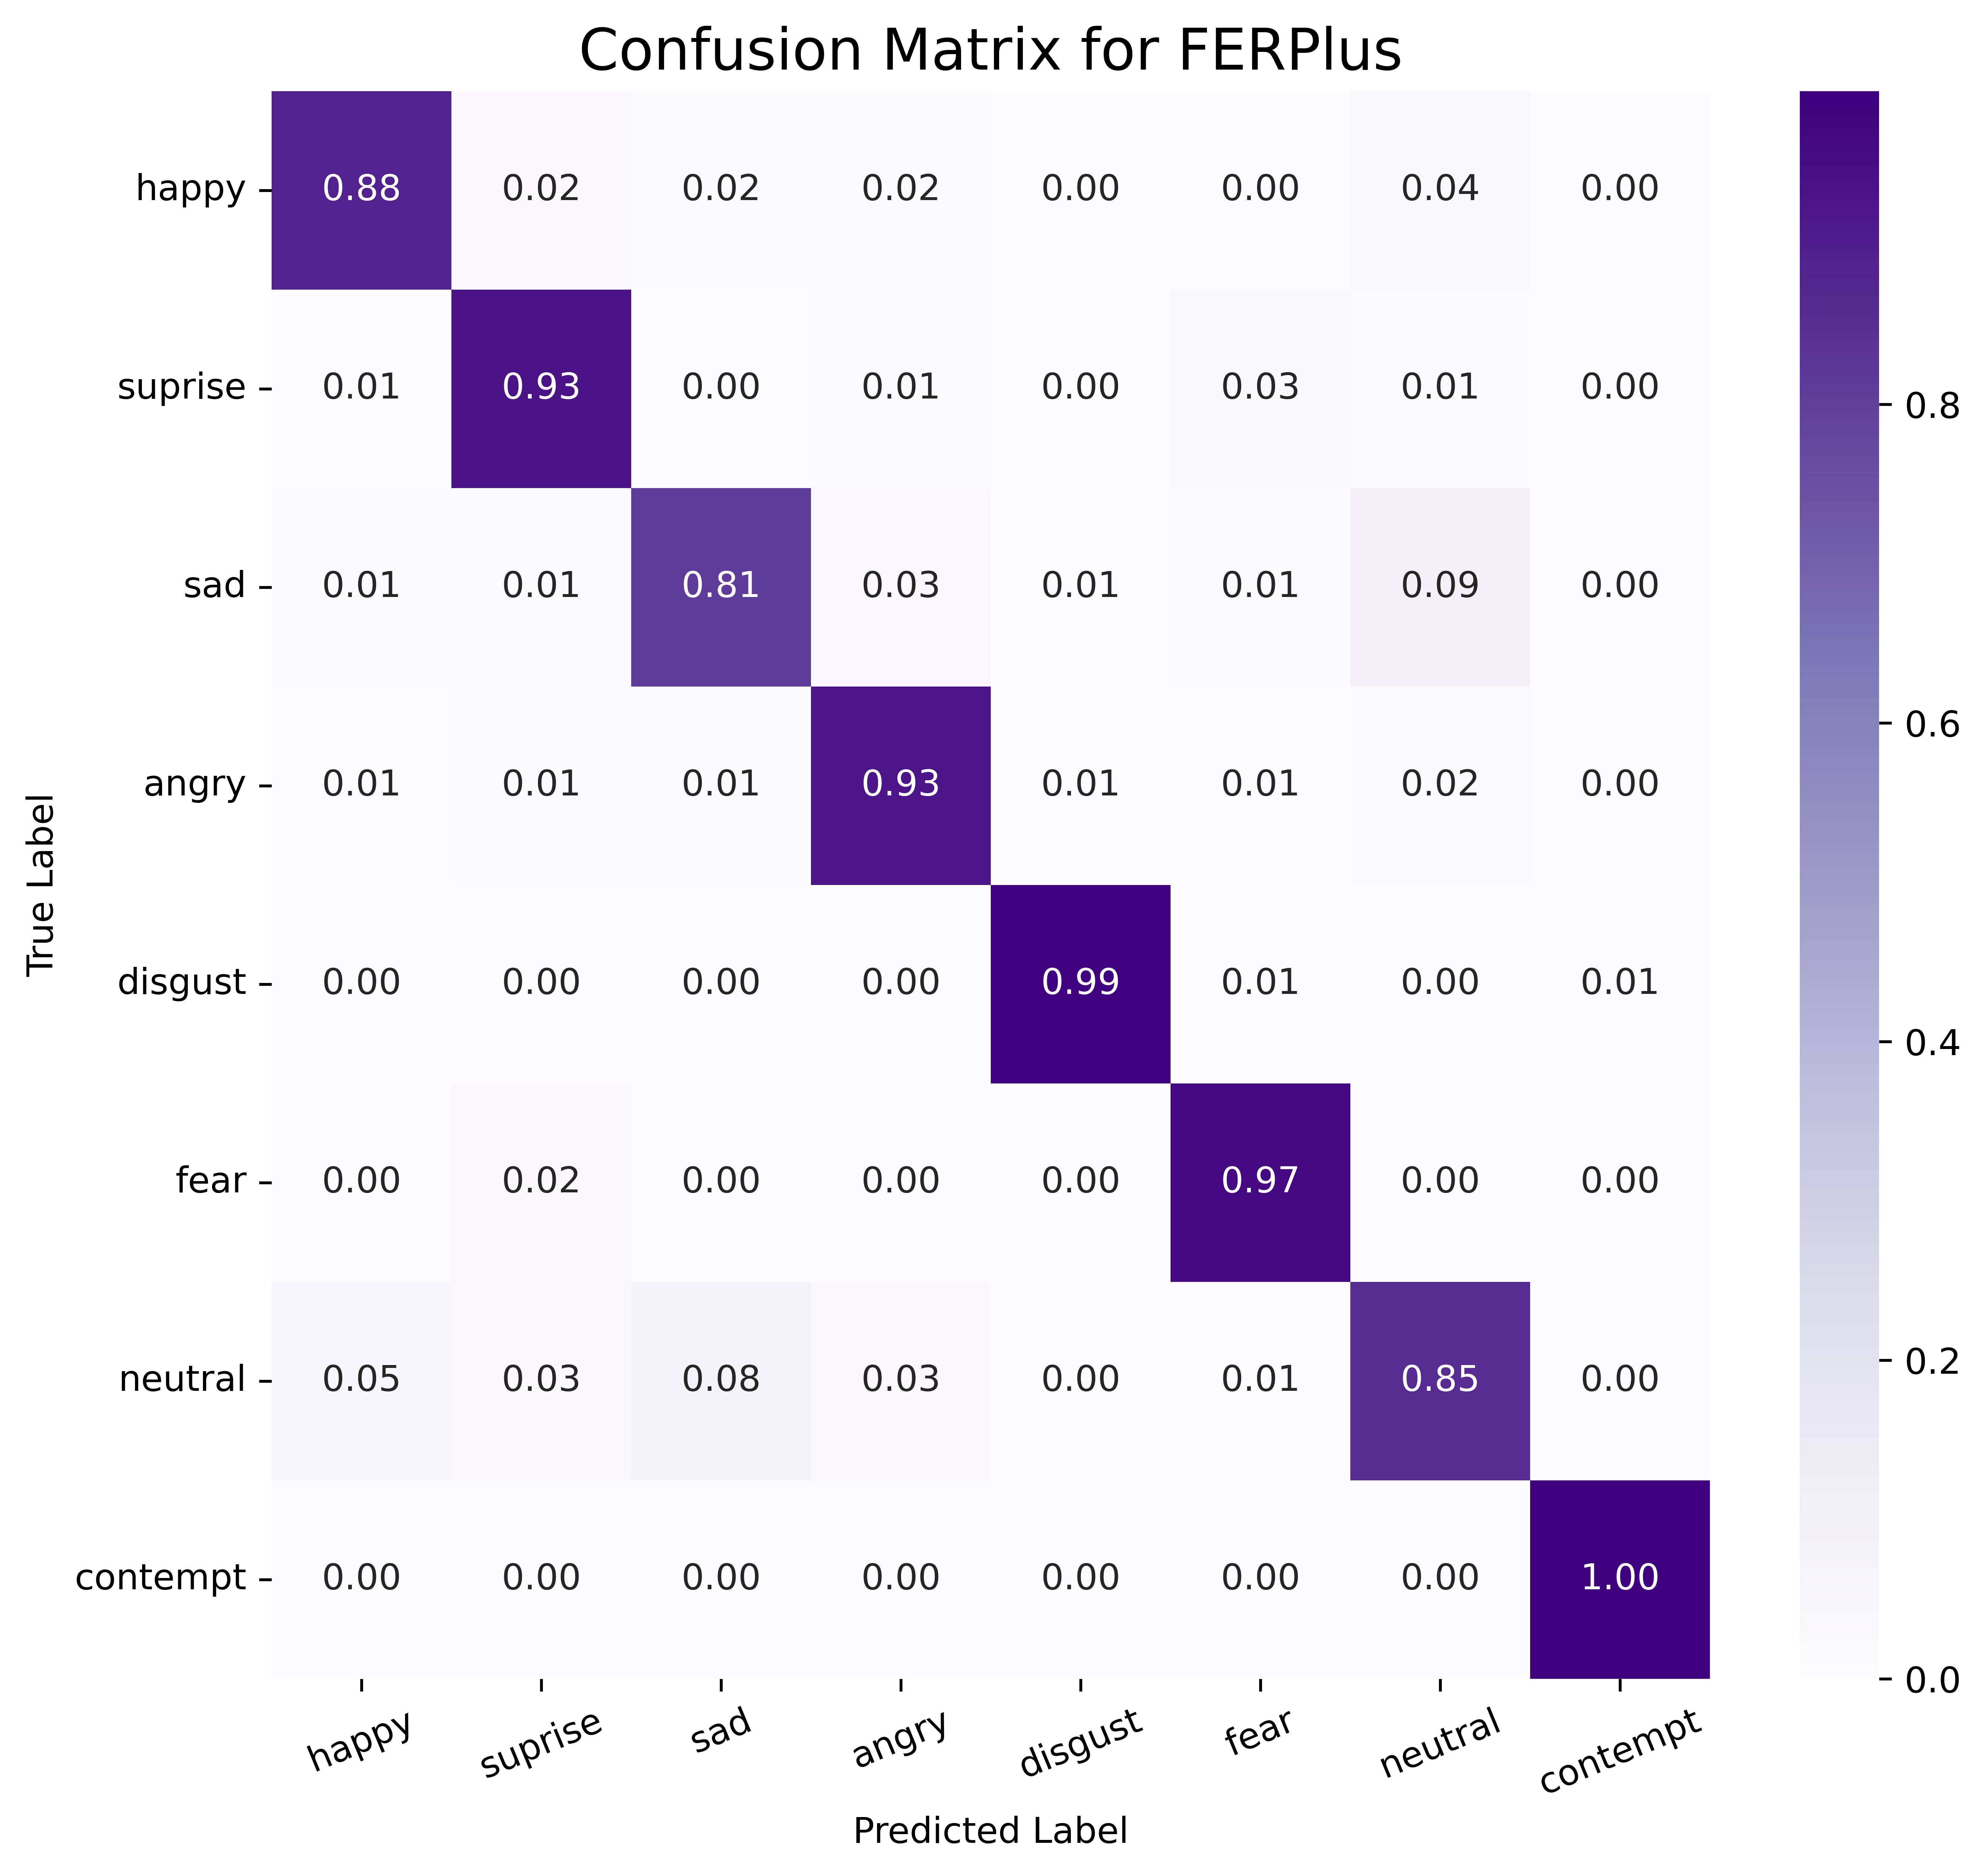 Confusion Matrix for FERPlus
True Label
happy 0.88 0.02 0.02 0.02 0.00 0.00 0.04 0.00
suprise 0.01 0.93 0.00 0.01 0.00 0.03 0.01 0.00
sad 0.01 0.01 0.81 0.03 0.01 0.01 0.09 0.00
angry 0.01 0.01 0.01 0.93 0.01 0.01 0.02 0.00
disgust 0.00 0.00 0.00 0.00 0.99 0.01 0.00 0.01
fear 0.00 0.02 0.00 0.00 0.00 0.97 0.00 0.00
neutral 0.05 0.03 0.08 0.03 0.00 0.01 0.85 0.00
contempt 0.00 0.00 0.00 0.00 0.00 0.00 0.00 1.00
happy suprise sad angry disgust fear neutral contempt
Predicted Label
0.8
0.6
0.4
0.2
0.0